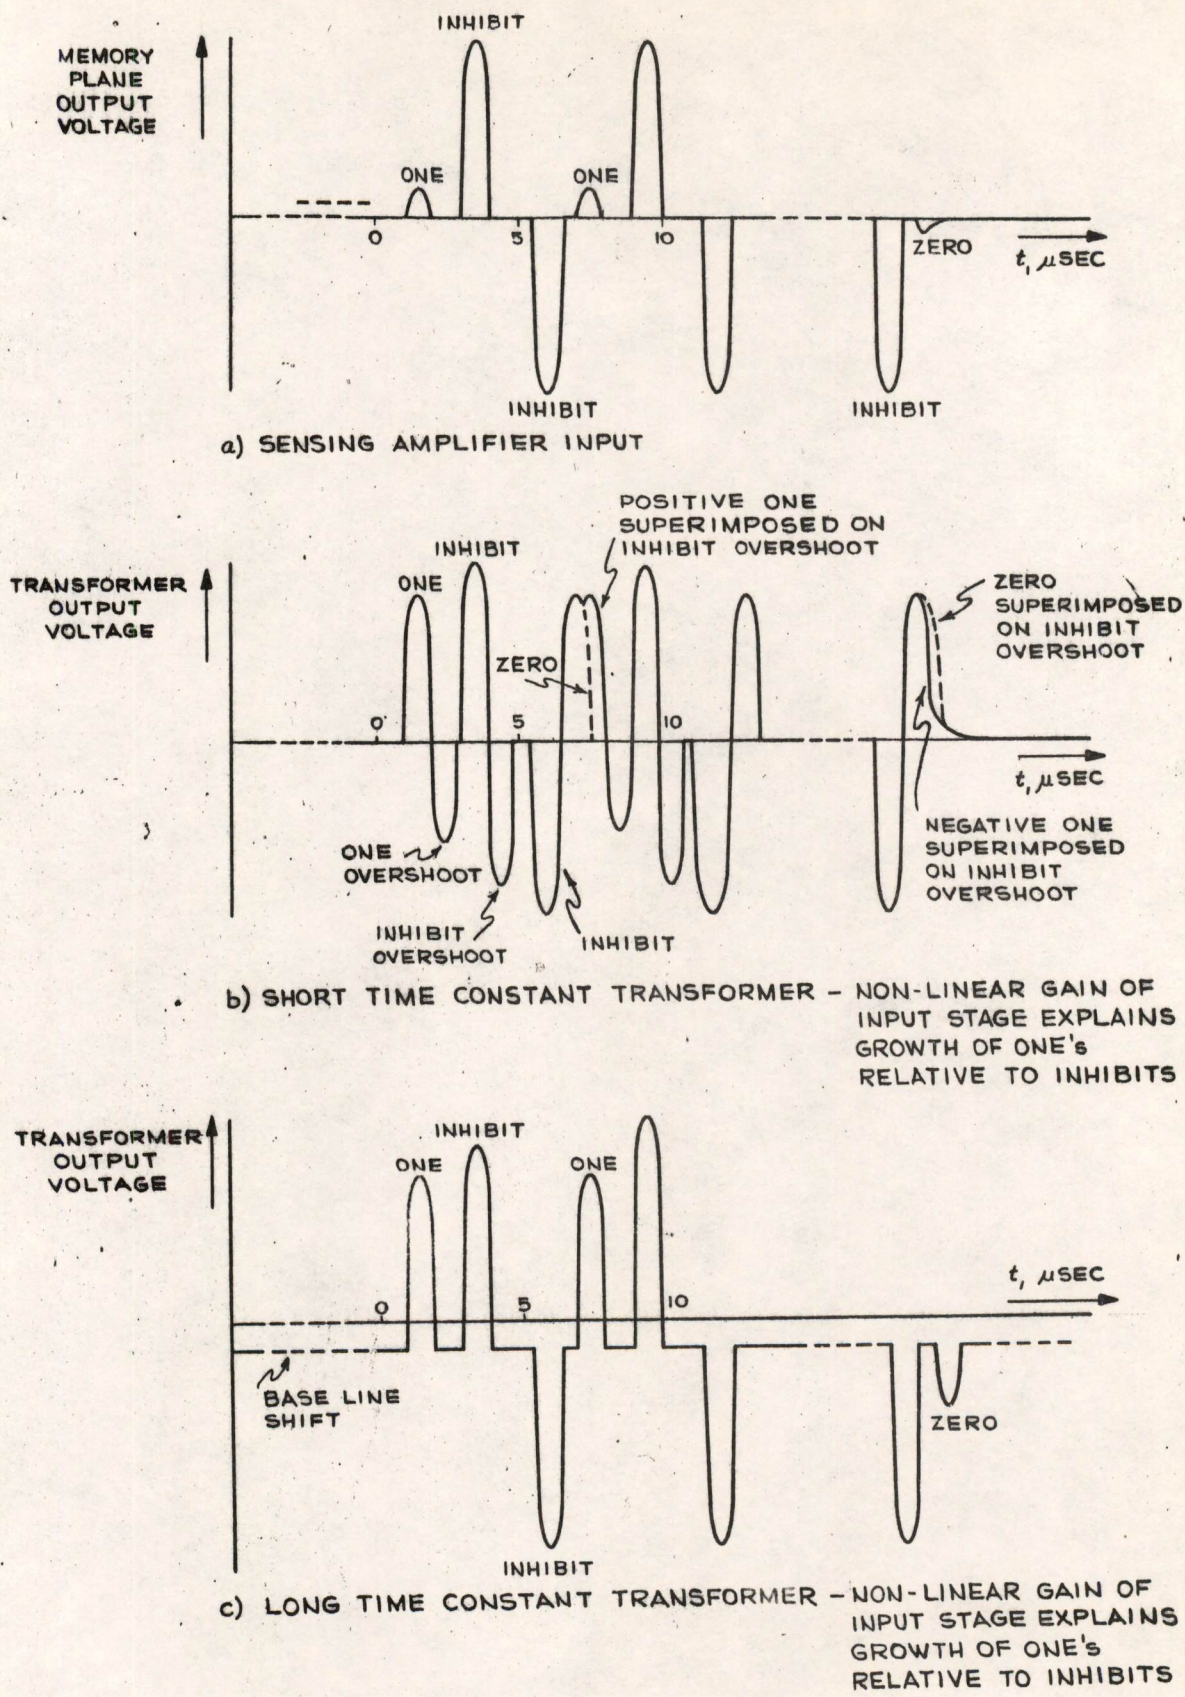 INHIBIT
MEMORY
PLANE
OUTPUT
VOLTAGE
ONE
ONE
0
5
10
ZERO
t, μSEC
INHIBIT
INHIBIT
a) SENSING AMPLIFIER INPUT
POSITIVE ONE
SUPERIMPOSED ON
INHIBIT OVERSHOOT
INHIBIT
TRANSFORMER
OUTPUT
VOLTAGE
ONE
ZERO
SUPERIMPOSED
ON INHIBIT
OVERSHOOT
ZERO
0
5
10
t, μSEC
ONE
OVERSHOOT
NEGATIVE ONE
SUPERIMPOSED
ON INHIBIT
OVERSHOOT
INHIBIT
OVERSHOOT
INHIBIT
b) SHORT TIME CONSTANT TRANSFORMER – NON-LINEAR GAIN OF
INPUT STAGE EXPLAINS
GROWTH OF ONE's
RELATIVE TO INHIBITS
TRANSFORMER
OUTPUT
VOLTAGE
INHIBIT
ONE
ONE
t, μSEC
0
5
10
BASE LINE
SHIFT
ZERO
INHIBIT
c) LONG TIME CONSTANT TRANSFORMER – NON-LINEAR GAIN OF
INPUT STAGE EXPLAINS
GROWTH OF ONE's
RELATIVE TO INHIBITS